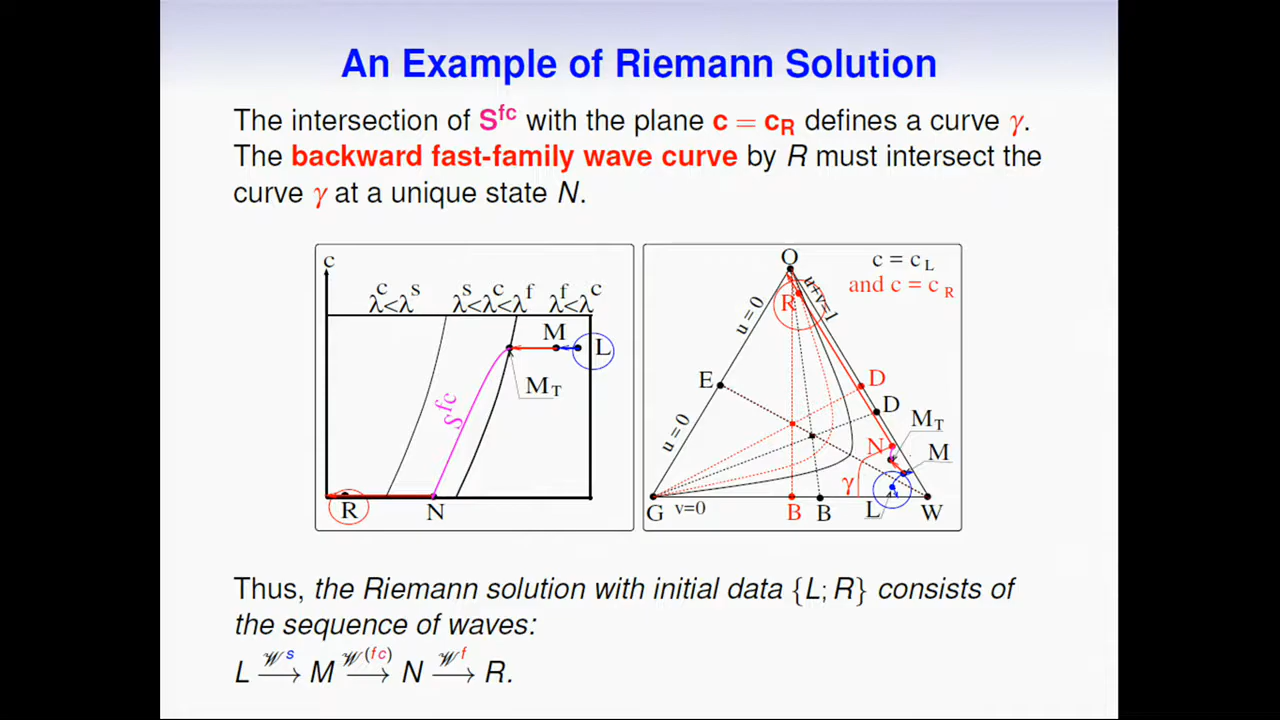 An Example of Riemann Solution
The intersection of S^fc with the plane c = c_R defines a curve γ.
The backward fast-family wave curve by R must intersect the
curve γ at a unique state N.
c
λ^c<λ^s λ^s<λ^c<λ^f λ^f<λ^c
M
L
M_T
S^fc
R
N
O
c = c_L
and c = c_R
u+v=1
R
u = 0
E
D
D
u = 0
M_T
N
M
γ
G
v=0
B
B
L
W
Thus, the Riemann solution with initial data {L; R} consists of
the sequence of waves:
L —𝒲^s→ M —𝒲^(fc)→ N —𝒲^f→ R.